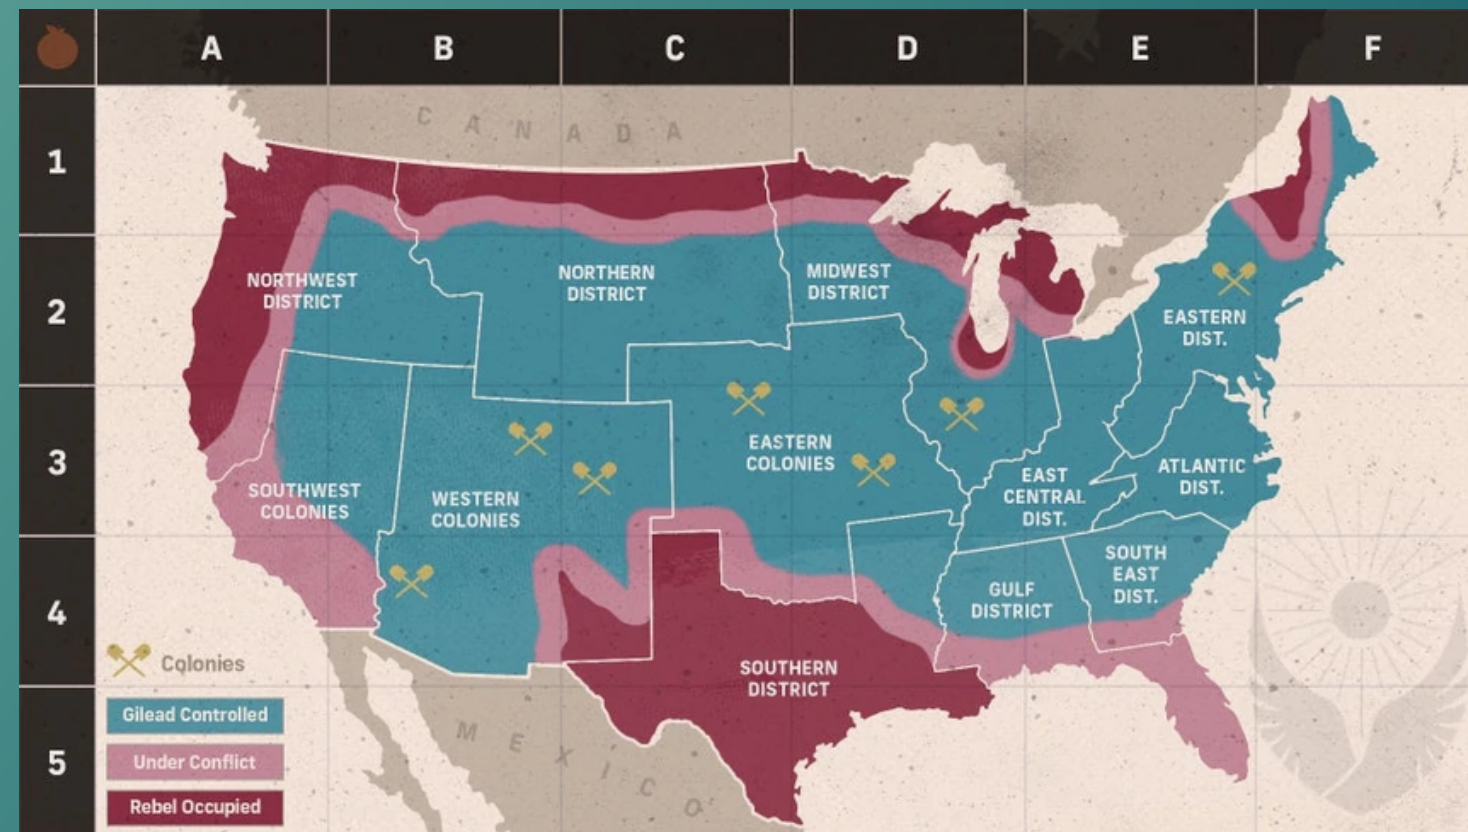 A B C D E F
1
CANADA
2
NORTHWEST
DISTRICT
NORTHERN
DISTRICT
MIDWEST
DISTRICT
EASTERN
DIST.
3
SOUTHWEST
COLONIES
WESTERN
COLONIES
EASTERN
COLONIES
EAST
CENTRAL
DIST.
ATLANTIC
DIST.
4
GULF
DISTRICT
SOUTH
EAST
DIST.
SOUTHERN
DISTRICT
Colonies
5
MEXICO
Gilead Controlled
Under Conflict
Rebel Occupied